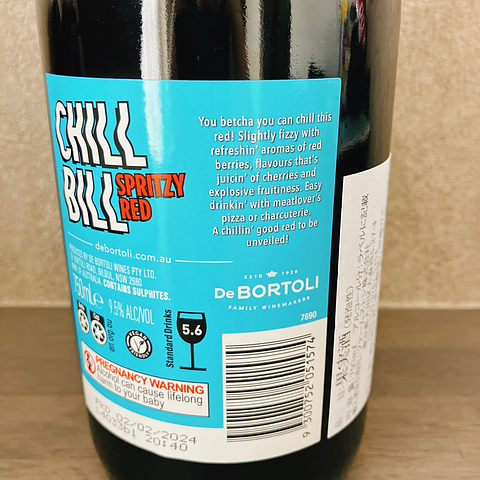 CHILL
BILL
SPRITZY
RED
You betcha you can chill this
red! Slightly fizzy with
refreshin' aromas of red
berries, flavours that's
juicin' of cherries and
explosive fruitiness. Easy
drinkin' with meatlover's
pizza or charcuterie.
A chillin' good red to be
unveiled!
debortoli.com.au
BY DE BORTOLI WINES PTY LTD.
DE BORTOLI ROAD, BILBUL, NSW 2680
OF AUSTRALIA. CONTAINS SULPHITES.
750mL e 9.5% ALC/VOL
Standard Drinks
5.6
ESTD 1928
De BORTOLI
FAMILY WINEMAKERS
7690
PREGNANCY WARNING
Alcohol can cause lifelong
harm to your baby
PKD 02/02/2024
L4033b1 20:40
9 300752 051574